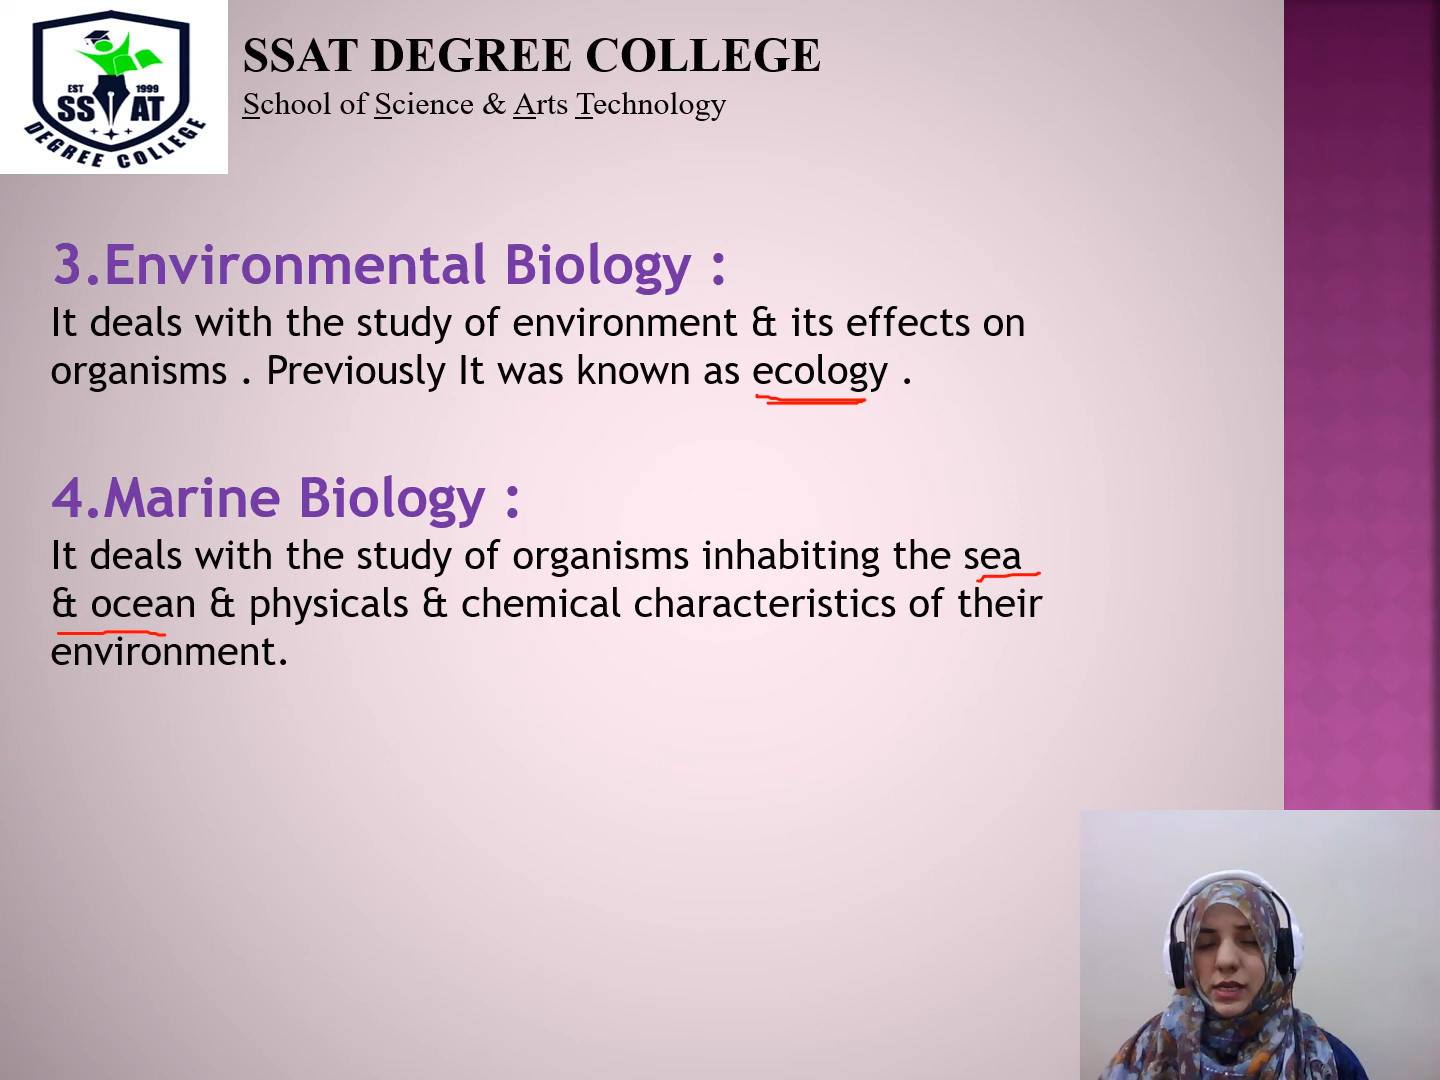 EST 1999
SS AT
DEGREE COLLEGE
SSAT DEGREE COLLEGE
School of Science & Arts Technology
3.Environmental Biology :
It deals with the study of environment & its effects on
organisms . Previously It was known as ecology .
4.Marine Biology :
It deals with the study of organisms inhabiting the sea
& ocean & physicals & chemical characteristics of their
environment.